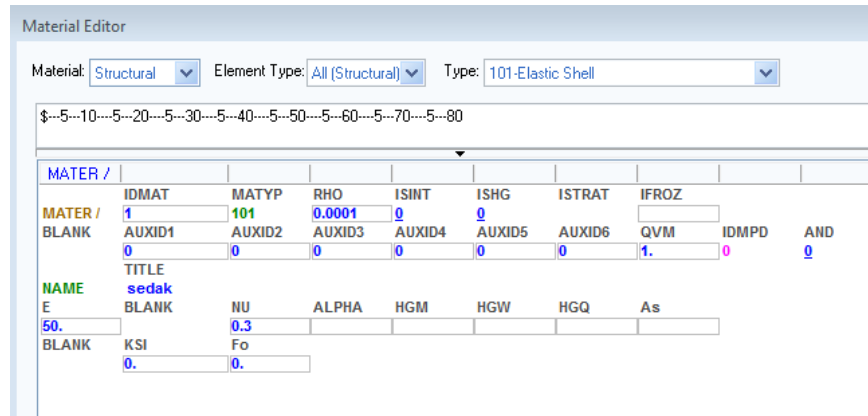 Material Editor
Material: Structural Element Type: All (Structural) Type: 101-Elastic Shell
$---5---10----5---20----5---30----5---40----5---50----5---60----5---70----5---80
MATER /
IDMAT MATYP RHO ISINT ISHG ISTRAT IFROZ
MATER / 1 101 0.0001 0 0
BLANK AUXID1 AUXID2 AUXID3 AUXID4 AUXID5 AUXID6 QVM IDMPD AND
0 0 0 0 0 0 1. 0 0
TITLE
NAME sedak
E BLANK NU ALPHA HGM HGW HGQ As
50. 0.3
BLANK KSI Fo
0. 0.